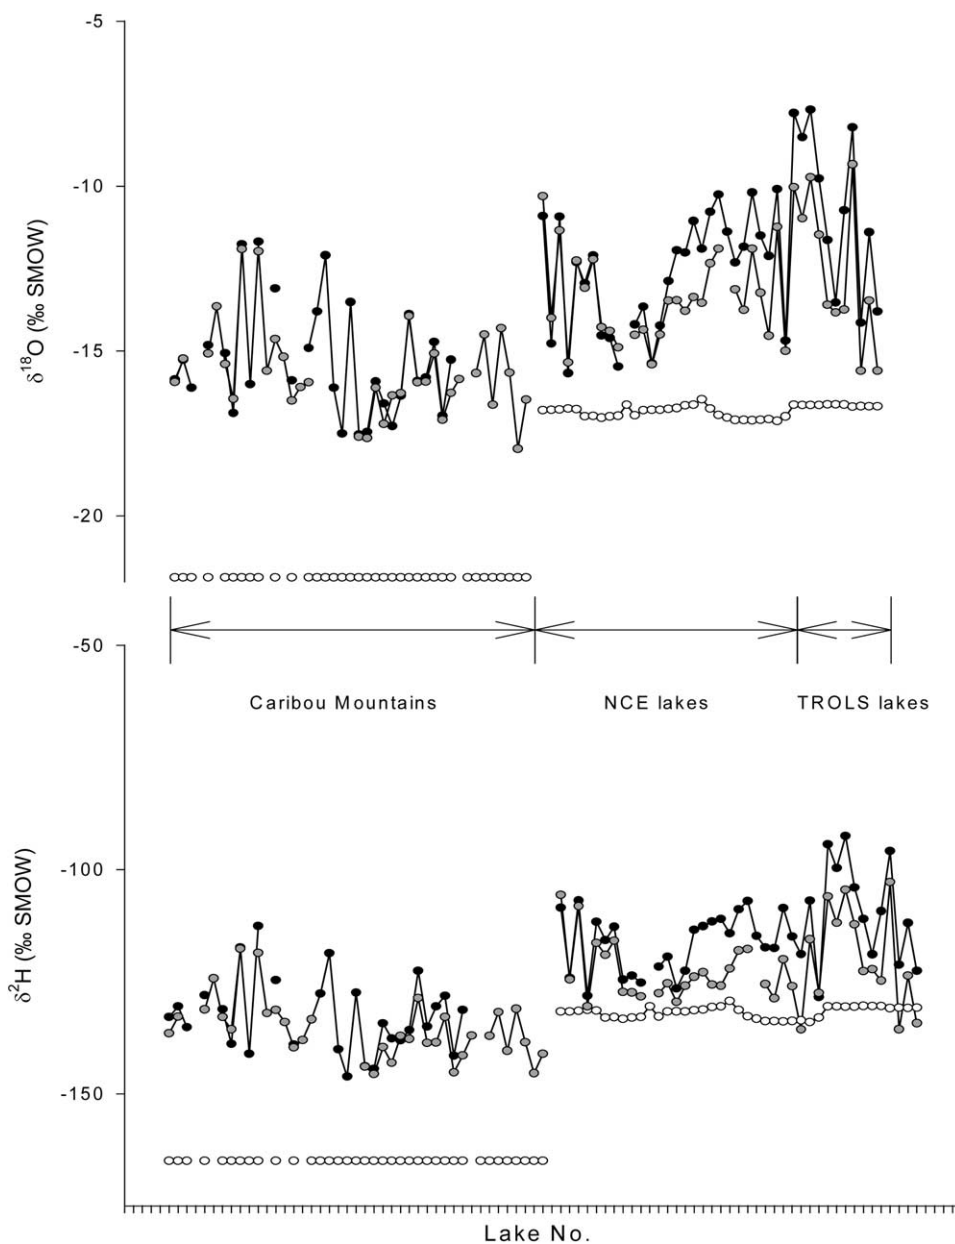 -5
-10
-15
-20
δ18O (‰ SMOW)
Caribou Mountains NCE lakes TROLS lakes
-50
-100
-150
δ2H (‰ SMOW)
Lake No.